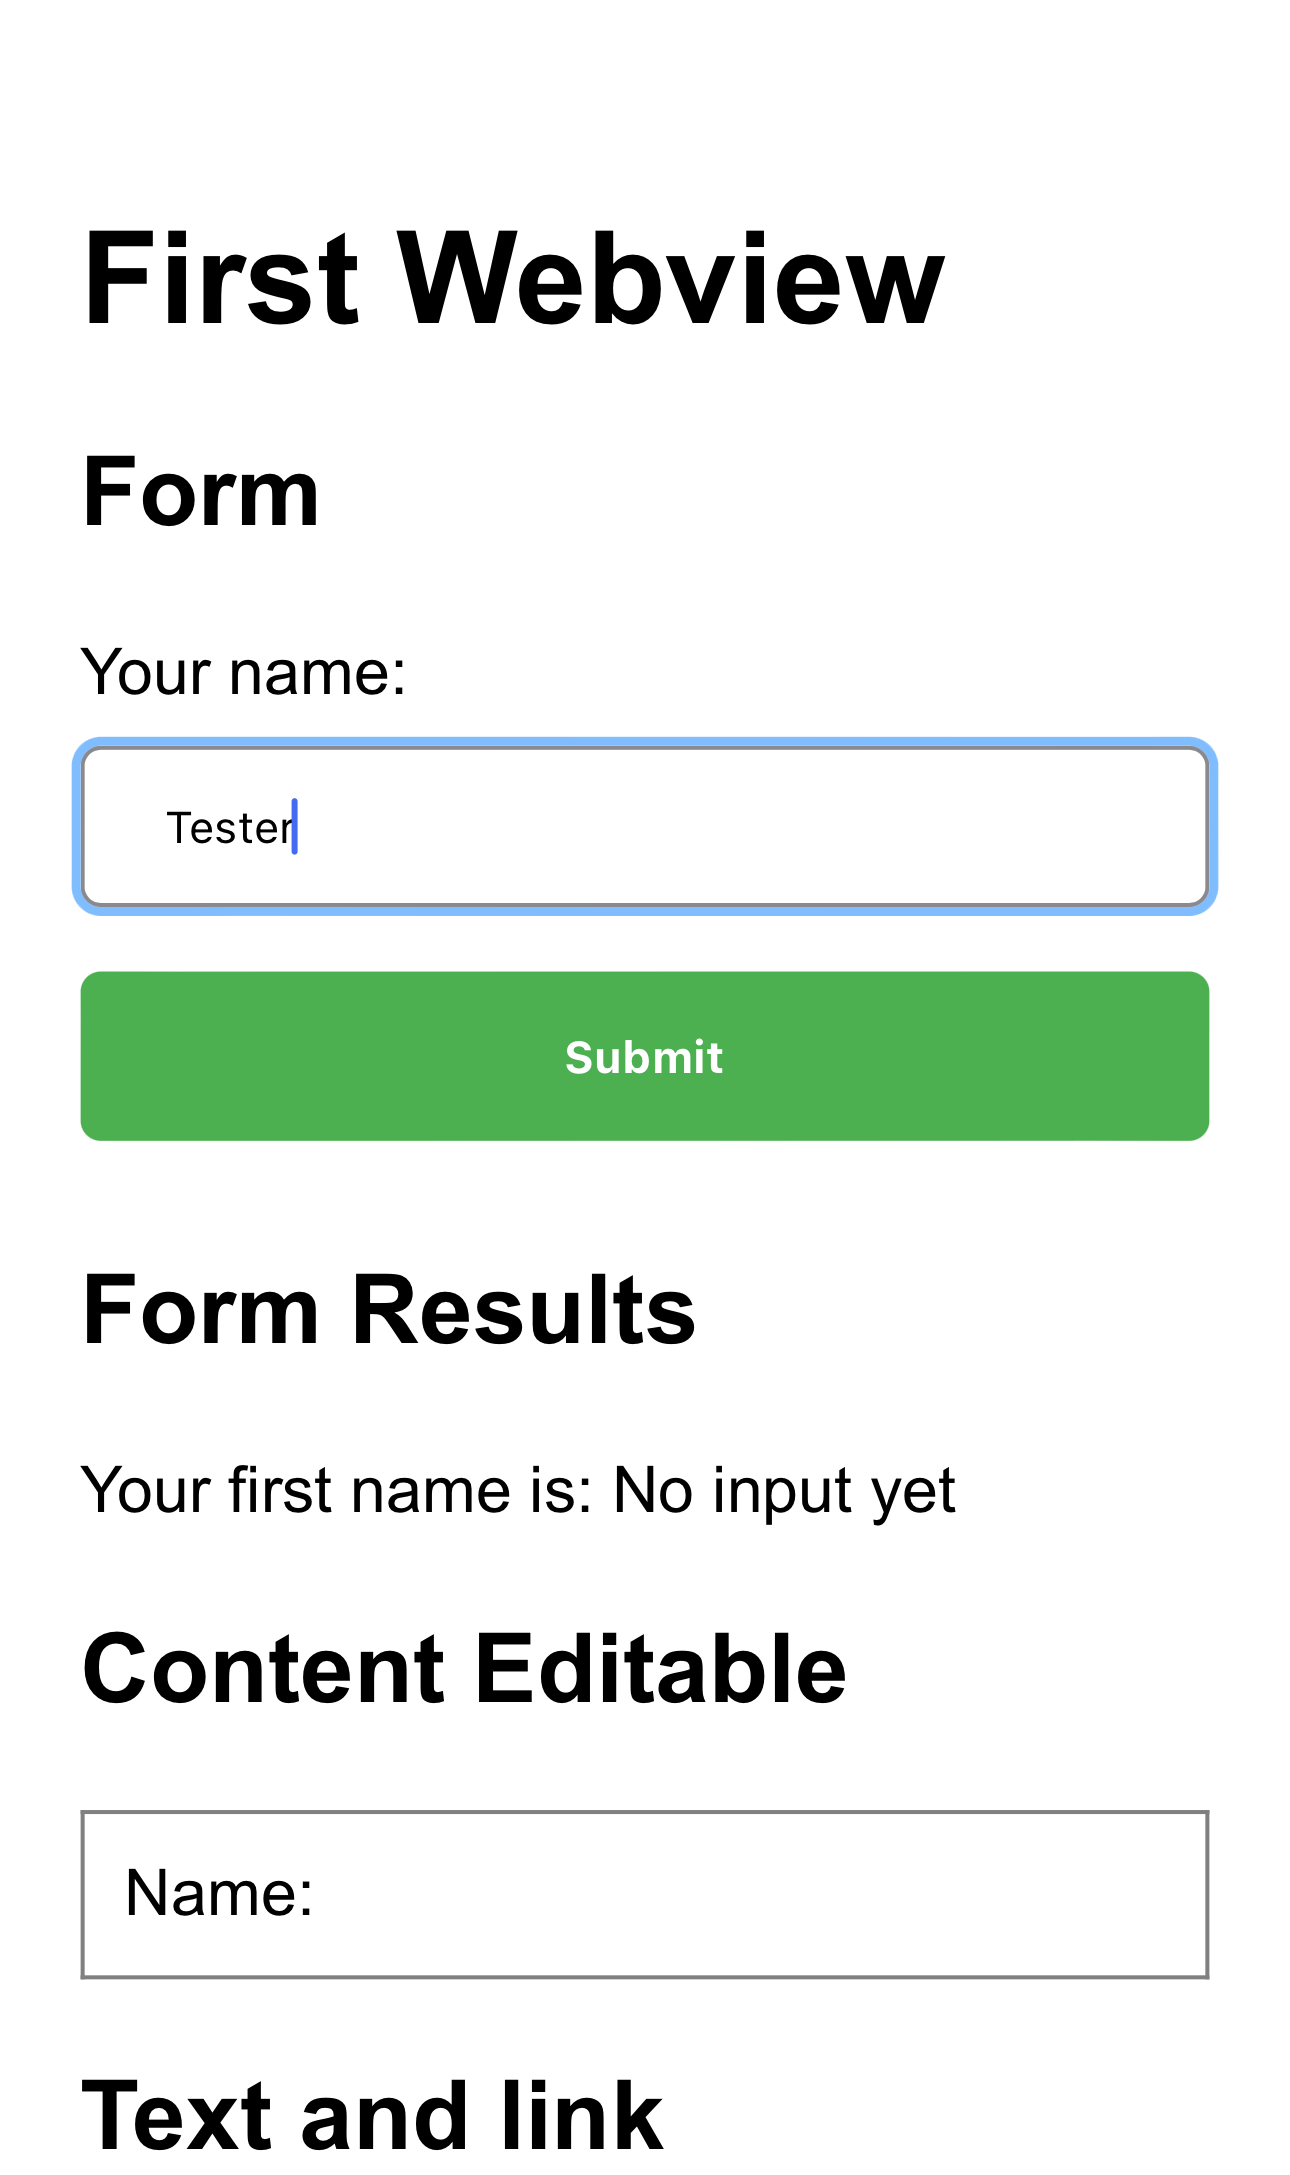 First Webview
Form
Your name:
Tester
Submit
Form Results
Your first name is: No input yet
Content Editable
Name:
Text and link